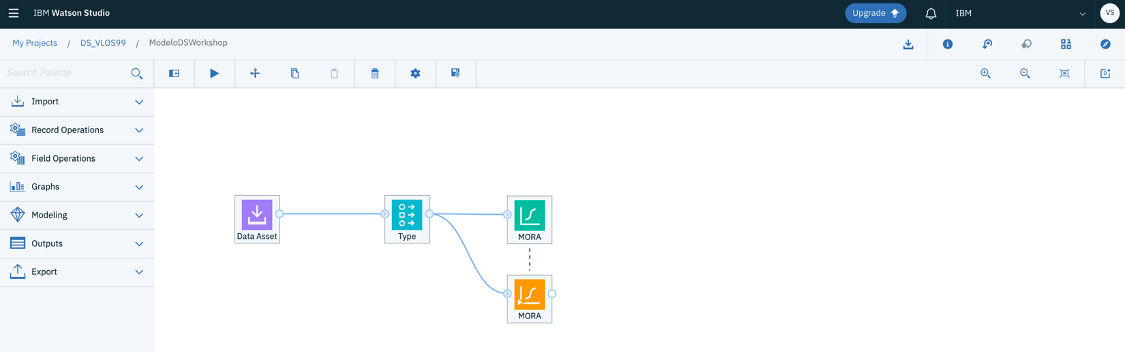 IBM Watson Studio
Upgrade
IBM
VS
My Projects / DS_VLOS99 / ModeloDSWorkshop
Search Palette
Import
Record Operations
Field Operations
Graphs
Modeling
Outputs
Export
Data Asset
Type
MORA
MORA